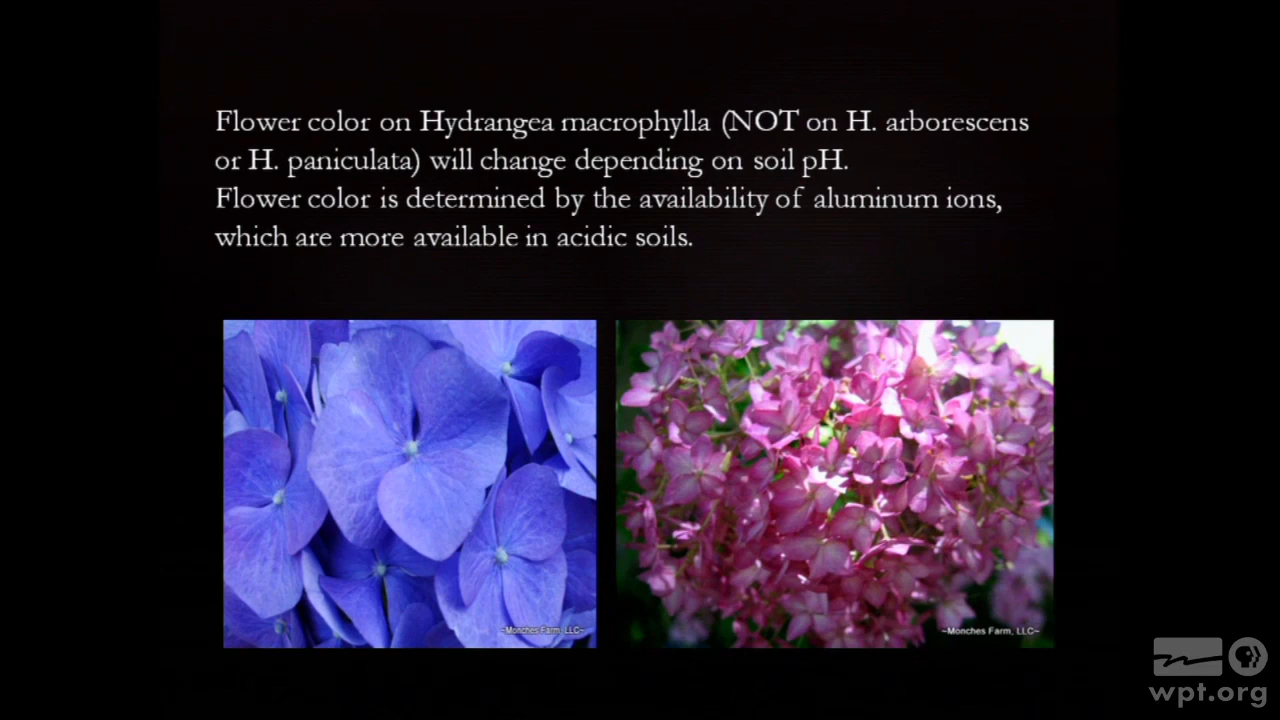 Flower color on Hydrangea macrophylla (NOT on H. arborescens
or H. paniculata) will change depending on soil pH.
Flower color is determined by the availability of aluminum ions,
which are more available in acidic soils.
~Monches Farm, LLC~
~Monches Farm, LLC~
wpt.org